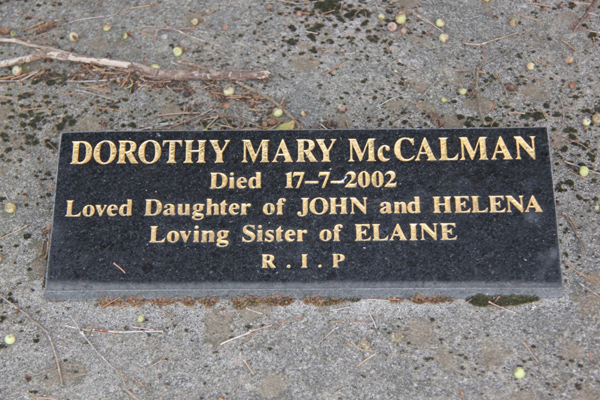 DOROTHY MARY McCALMAN
Died 17-7-2002
Loved Daughter of JOHN and HELENA
Loving Sister of ELAINE
R . I . P